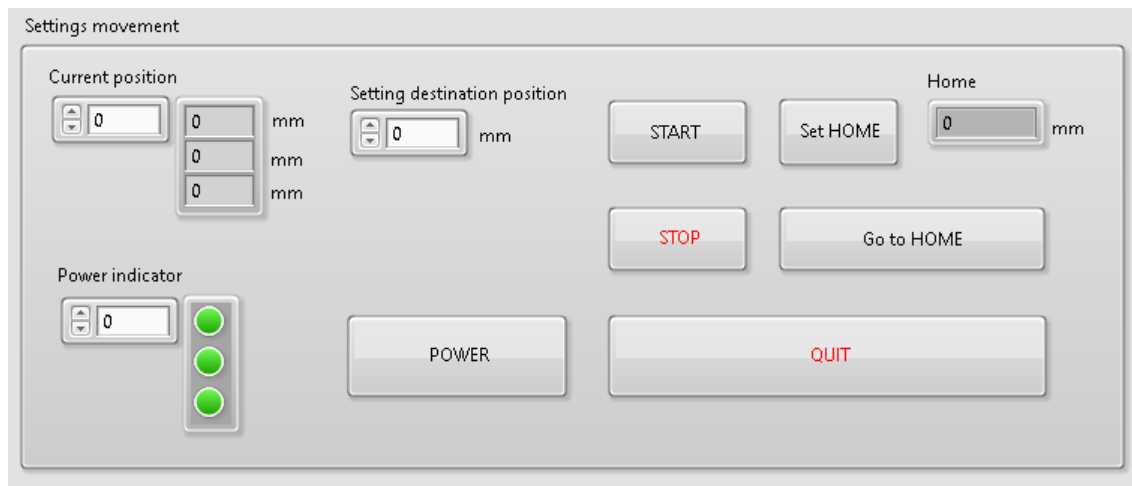 Settings movement
Current position
0
0 mm
0 mm
0 mm
Setting destination position
0 mm
START
Set HOME
Home
0 mm
STOP
Go to HOME
Power indicator
0
POWER
QUIT